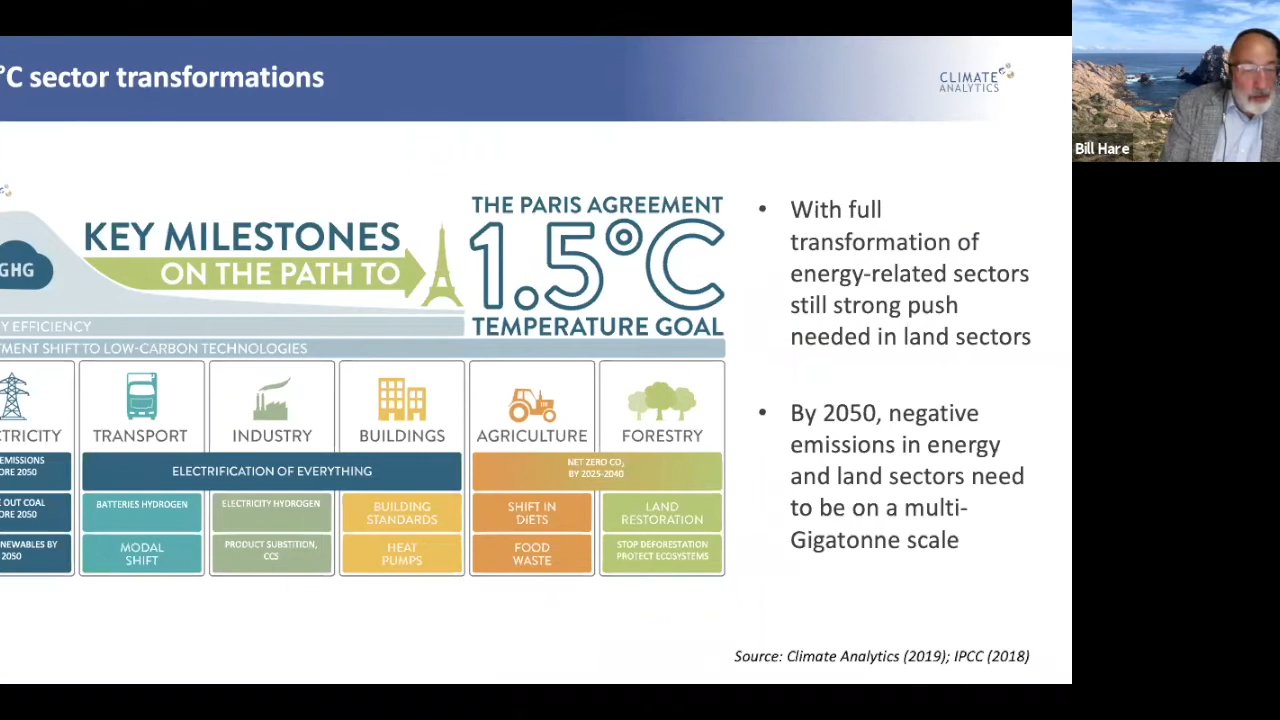 °C sector transformations
CLIMATE
ANALYTICS
Bill Hare
GHG
KEY MILESTONES
ON THE PATH TO
THE PARIS AGREEMENT
1.5°C
TEMPERATURE GOAL
Y EFFICIENCY
TMENT SHIFT TO LOW-CARBON TECHNOLOGIES
CTRICITY
TRANSPORT
INDUSTRY
BUILDINGS
AGRICULTURE
FORESTRY
EMISSIONS
ORE 2050
ELECTRIFICATION OF EVERYTHING
NET ZERO CO₂
BY 2025-2040
E OUT COAL
ORE 2050
BATTERIES HYDROGEN
ELECTRICITY HYDROGEN
BUILDING
STANDARDS
SHIFT IN
DIETS
LAND
RESTORATION
NEWABLES BY
2050
MODAL
SHIFT
PRODUCT SUBSTITION,
CCS
HEAT
PUMPS
FOOD
WASTE
STOP DEFORESTATION
PROTECT ECOSYSTEMS
• With full
transformation of
energy-related sectors
still strong push
needed in land sectors
• By 2050, negative
emissions in energy
and land sectors need
to be on a multi-
Gigatonne scale
Source: Climate Analytics (2019); IPCC (2018)